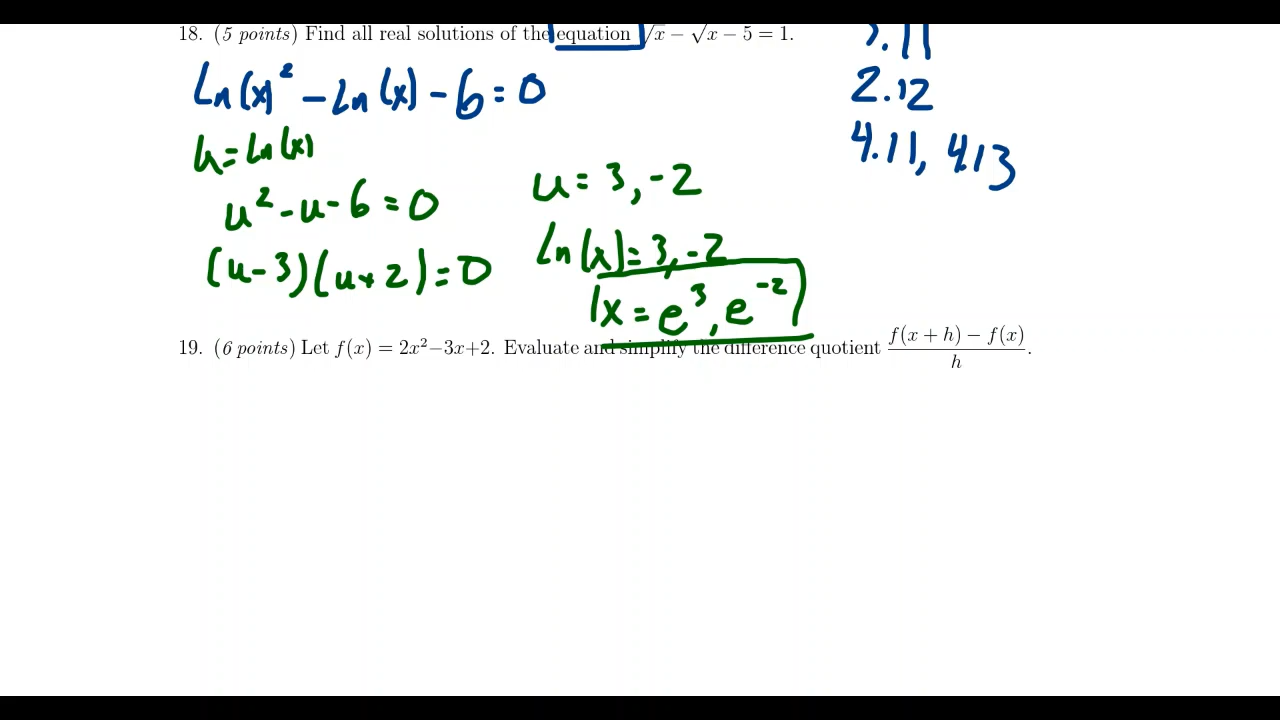 18. (5 points) Find all real solutions of the equation √x − √x − 5 = 1.
.11
Ln(x)² − Ln(x) − 6 = 0
2.12
u = Ln(x)
4.11, 4.13
u² - u - 6 = 0
u = 3, -2
(u - 3)(u + 2) = 0
Ln(x) = 3, -2
x = e³, e⁻²
19. (6 points) Let f(x) = 2x²−3x+2. Evaluate and simplify the difference quotient f(x + h) − f(x) / h.